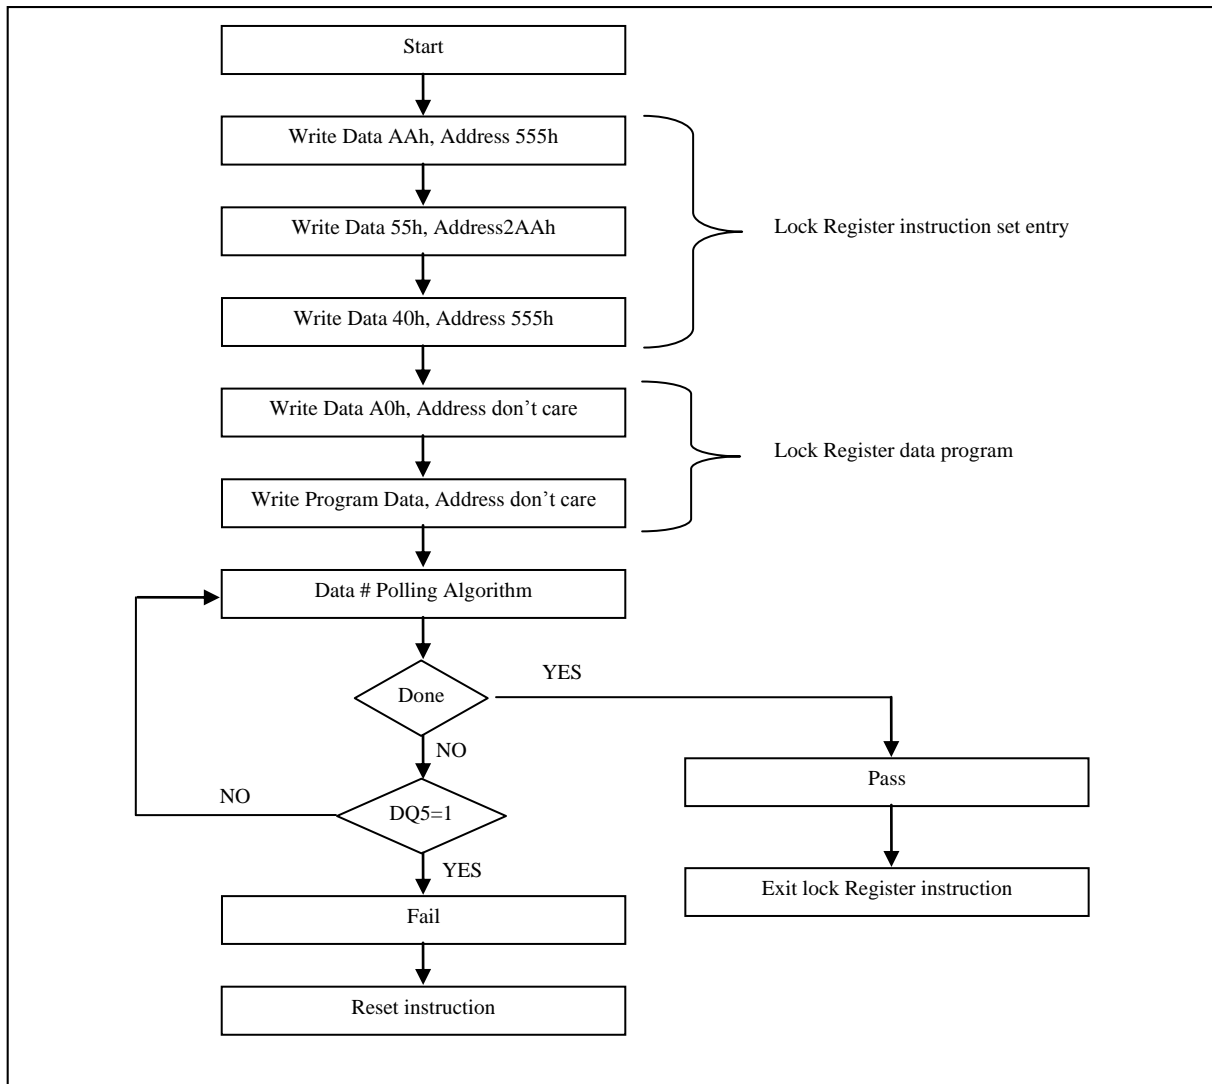 Start
Write Data AAh, Address 555h
Write Data 55h, Address2AAh
Lock Register instruction set entry
Write Data 40h, Address 555h
Write Data A0h, Address don’t care
Lock Register data program
Write Program Data, Address don’t care
Data # Polling Algorithm
YES
Done
NO
Pass
NO
DQ5=1
YES
Exit lock Register instruction
Fail
Reset instruction